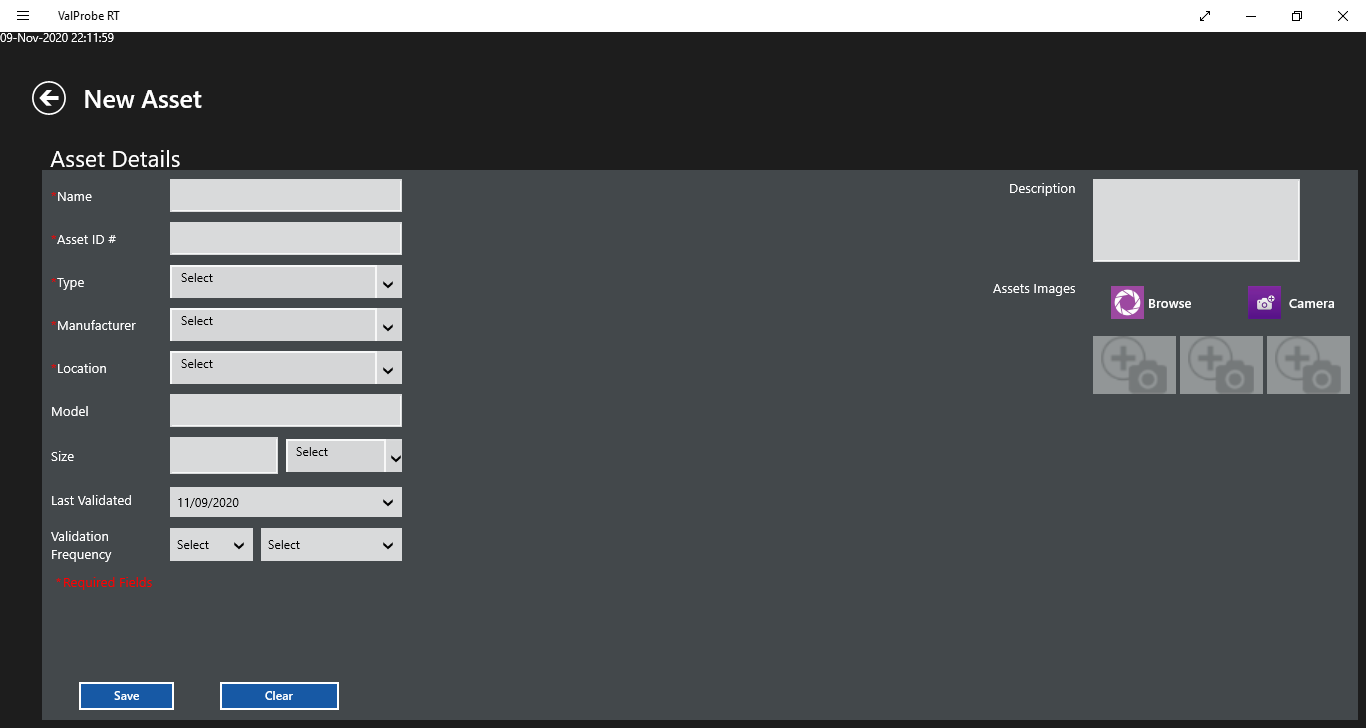 ValProbe RT
09-Nov-2020 22:11:59
New Asset
Asset Details
*Name
*Asset ID #
*Type
Select
*Manufacturer
Select
*Location
Select
Model
Size
Select
Last Validated
11/09/2020
Validation
Frequency
Select
Select
*Required Fields
Description
Assets Images
Browse
Camera
Save
Clear